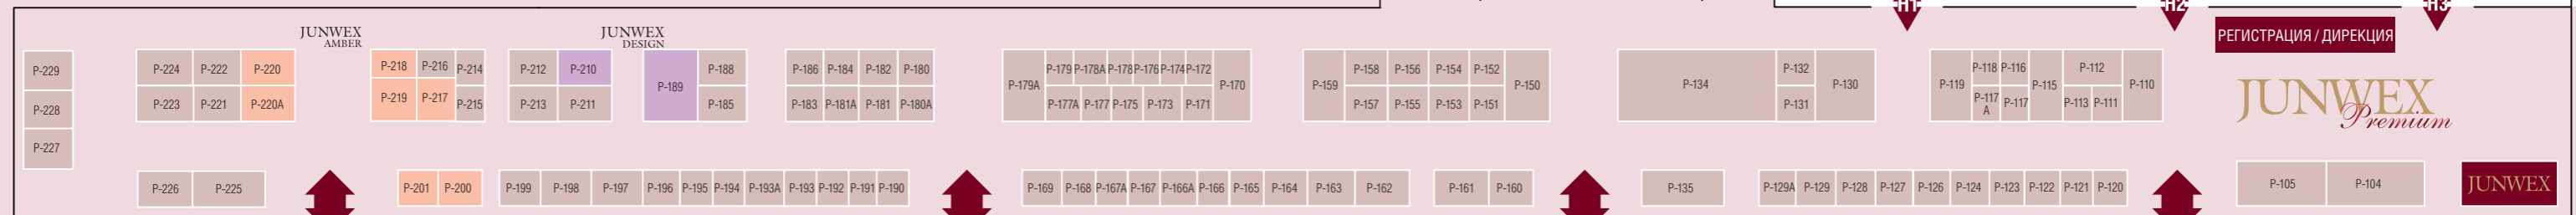 H1 H2 H3
JUNWEX
AMBER
JUNWEX
DESIGN
РЕГИСТРАЦИЯ / ДИРЕКЦИЯ
P-229
P-228
P-227
P-224 P-222 P-220
P-223 P-221 P-220A
P-218 P-216 P-214
P-219 P-217 P-215
P-212 P-210
P-213 P-211
P-189
P-188
P-185
P-186 P-184 P-182 P-180
P-183 P-181A P-181 P-180A
P-179A
P-179 P-178A P-178 P-176 P-174 P-172
P-177A P-177 P-175 P-173 P-171
P-170
P-159
P-158 P-156 P-154 P-152
P-157 P-155 P-153 P-151
P-150
P-134
P-132
P-131
P-130
P-119
P-118 P-116
P-117
A
P-117
P-115
P-112
P-113 P-111
P-110
JUNWEX
Premium
P-226 P-225
P-201 P-200
P-199 P-198 P-197 P-196 P-195 P-194 P-193A P-193 P-192 P-191 P-190
P-169 P-168 P-167A P-167 P-166A P-166 P-165 P-164 P-163 P-162
P-161 P-160
P-135
P-129A P-129 P-128 P-127 P-126 P-124 P-123 P-122 P-121 P-120
P-105 P-104
JUNWEX